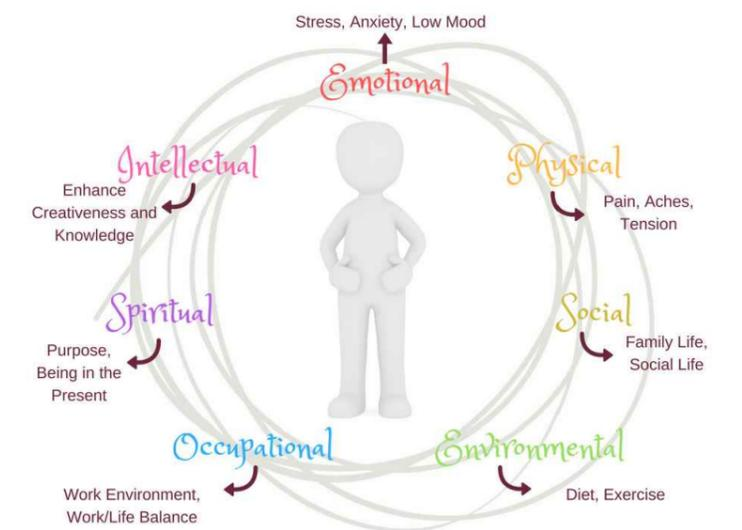 Stress, Anxiety, Low Mood
Emotional
Intellectual
Enhance
Creativeness and
Knowledge
Physical
Pain, Aches,
Tension
Spiritual
Purpose,
Being in the
Present
Social
Family Life,
Social Life
Occupational
Work Environment,
Work/Life Balance
Environmental
Diet, Exercise